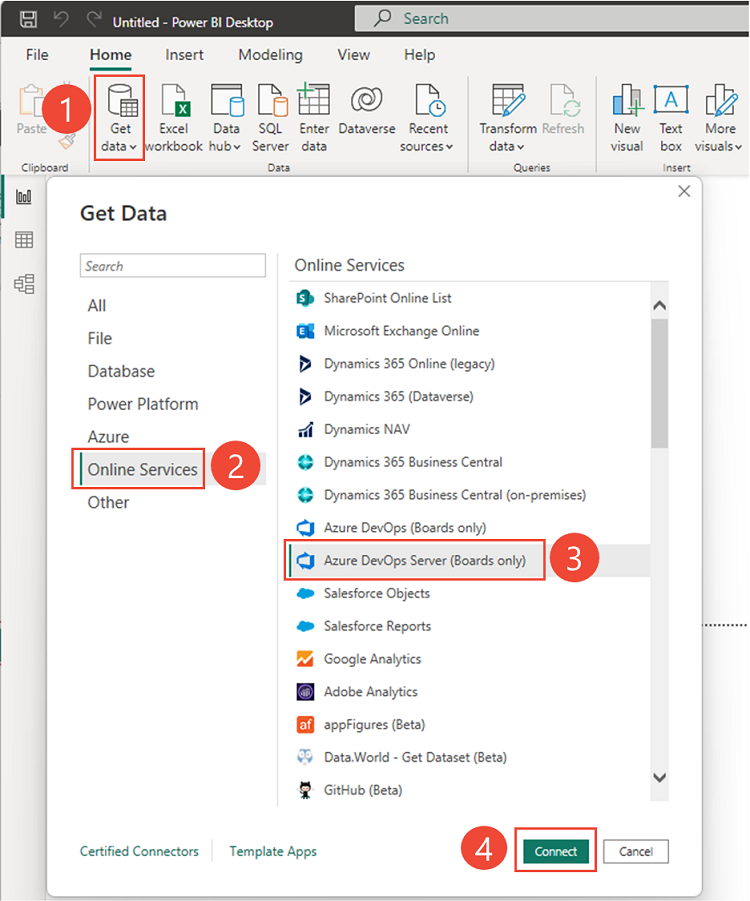 Untitled - Power BI Desktop
Search
File Home Insert Modeling View Help
1
Paste
Get data
Excel workbook
Data hub
SQL Server
Enter data
Dataverse
Recent sources
Transform data
Refresh
New visual
Text box
More visuals
Clipboard
Data
Queries
Insert
Get Data
Search
All
File
Database
Power Platform
Azure
Online Services
2
Other
Online Services
SharePoint Online List
Microsoft Exchange Online
Dynamics 365 Online (legacy)
Dynamics 365 (Dataverse)
Dynamics NAV
Dynamics 365 Business Central
Dynamics 365 Business Central (on-premises)
Azure DevOps (Boards only)
Azure DevOps Server (Boards only)
3
Salesforce Objects
Salesforce Reports
Google Analytics
Adobe Analytics
appFigures (Beta)
Data.World - Get Dataset (Beta)
GitHub (Beta)
Certified Connectors
Template Apps
4
Connect
Cancel